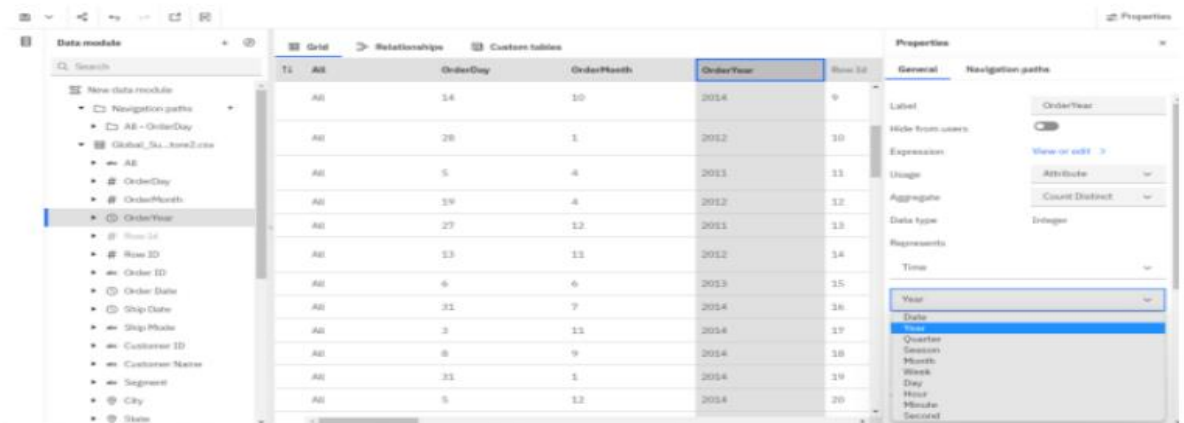 Properties
Data module
Search
New data module
Navigation paths
All - OrderDay
Global_Su...tore2.csv
abc All
# OrderDay
# OrderMonth
OrderYear
# Row Id
# Row ID
abc Order ID
Order Date
Ship Date
abc Ship Mode
abc Customer ID
abc Customer Name
abc Segment
City
State
Grid Relationships Custom tables
All OrderDay OrderMonth OrderYear Row Id
All 14 10 2014 9
All 28 1 2012 10
All 5 4 2011 11
All 19 4 2012 12
All 27 12 2011 13
All 13 11 2012 14
All 6 6 2013 15
All 31 7 2014 16
All 3 11 2014 17
All 8 9 2014 18
All 31 1 2014 19
All 5 12 2014 20
Properties
General Navigation paths
Label OrderYear
Hide from users
Expression View or edit >
Usage Attribute
Aggregate Count Distinct
Data type Integer
Represents
Time
Year
Date
Year
Quarter
Season
Month
Week
Day
Hour
Minute
Second